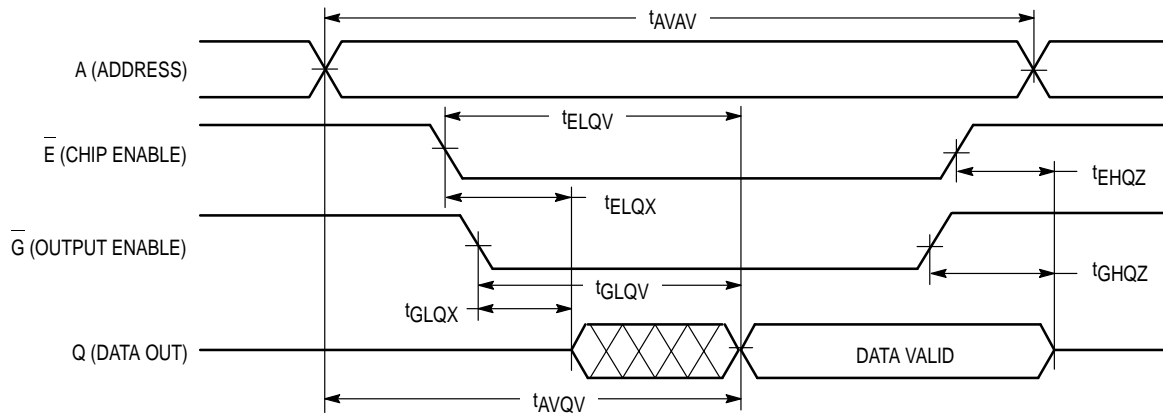 tAVAV
A (ADDRESS)
tELQV
E̅ (CHIP ENABLE)
tEHQZ
tELQX
G̅ (OUTPUT ENABLE)
tGHQZ
tGLQV
tGLQX
Q (DATA OUT)
DATA VALID
tAVQV